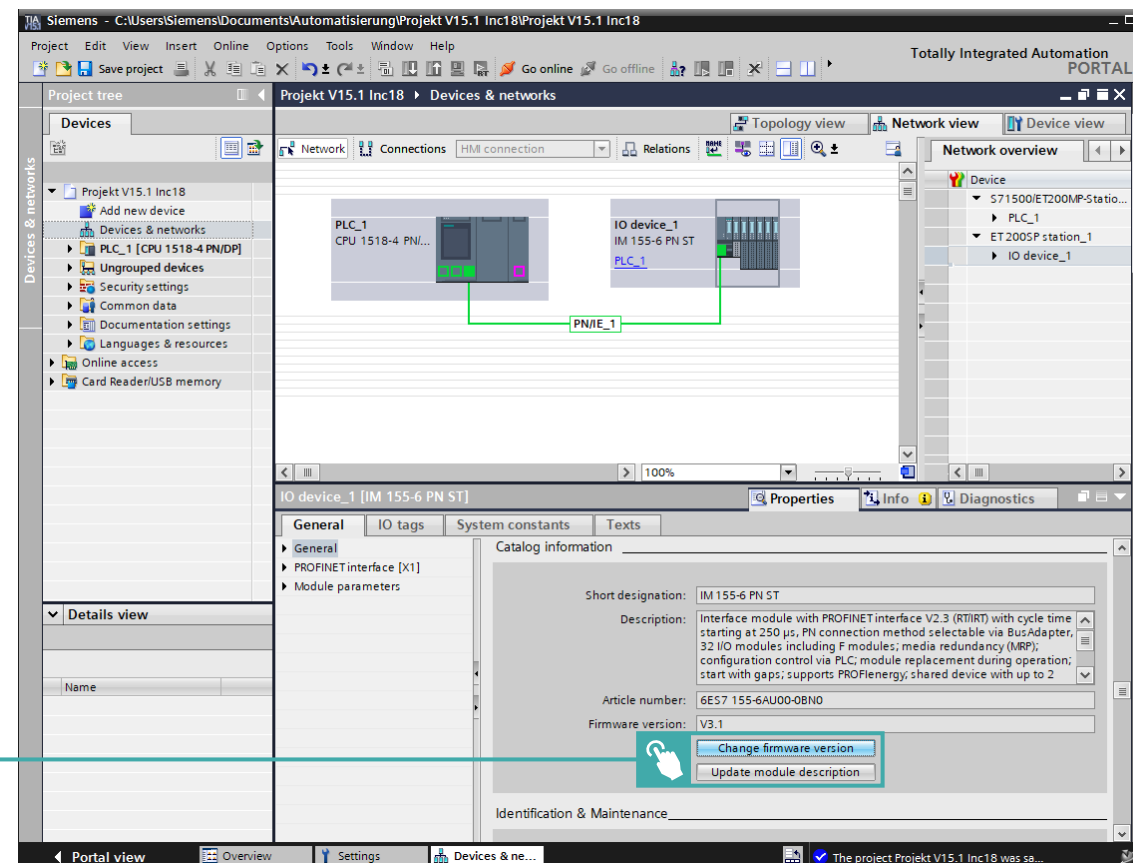 Siemens - C:\Users\Siemens\Documents\Automatisierung\Projekt V15.1 Inc18\Projekt V15.1 Inc18
Project Edit View Insert Online Options Tools Window Help
Totally Integrated Automation
PORTAL
Save project Go online Go offline
Project tree
Projekt V15.1 Inc18 Devices & networks
Devices
Topology view Network view Device view
Network Connections HMI connection Relations
Network overview
Devices & networks
Projekt V15.1 Inc18
Add new device
Devices & networks
PLC_1 [CPU 1518-4 PN/DP]
Ungrouped devices
Security settings
Common data
Documentation settings
Languages & resources
Online access
Card Reader/USB memory
PLC_1
CPU 1518-4 PN/...
IO device_1
IM 155-6 PN ST
PLC_1
PN/IE_1
Device
S71500/ET200MP-Statio...
PLC_1
ET 200SP station_1
IO device_1
100%
IO device_1 [IM 155-6 PN ST]
Properties Info Diagnostics
General IO tags System constants Texts
General
PROFINET interface [X1]
Module parameters
Catalog information
Short designation: IM 155-6 PN ST
Description: Interface module with PROFINET interface V2.3 (RT/IRT) with cycle time
starting at 250 µs, PN connection method selectable via BusAdapter,
32 I/O modules including F modules; media redundancy (MRP);
configuration control via PLC; module replacement during operation;
start with gaps; supports PROFIenergy; shared device with up to 2
Article number: 6ES7 155-6AU00-0BN0
Firmware version: V3.1
Change firmware version
Update module description
Identification & Maintenance
Details view
Name
Portal view Overview Settings Devices & ne...
The project Projekt V15.1 Inc18 was sa...